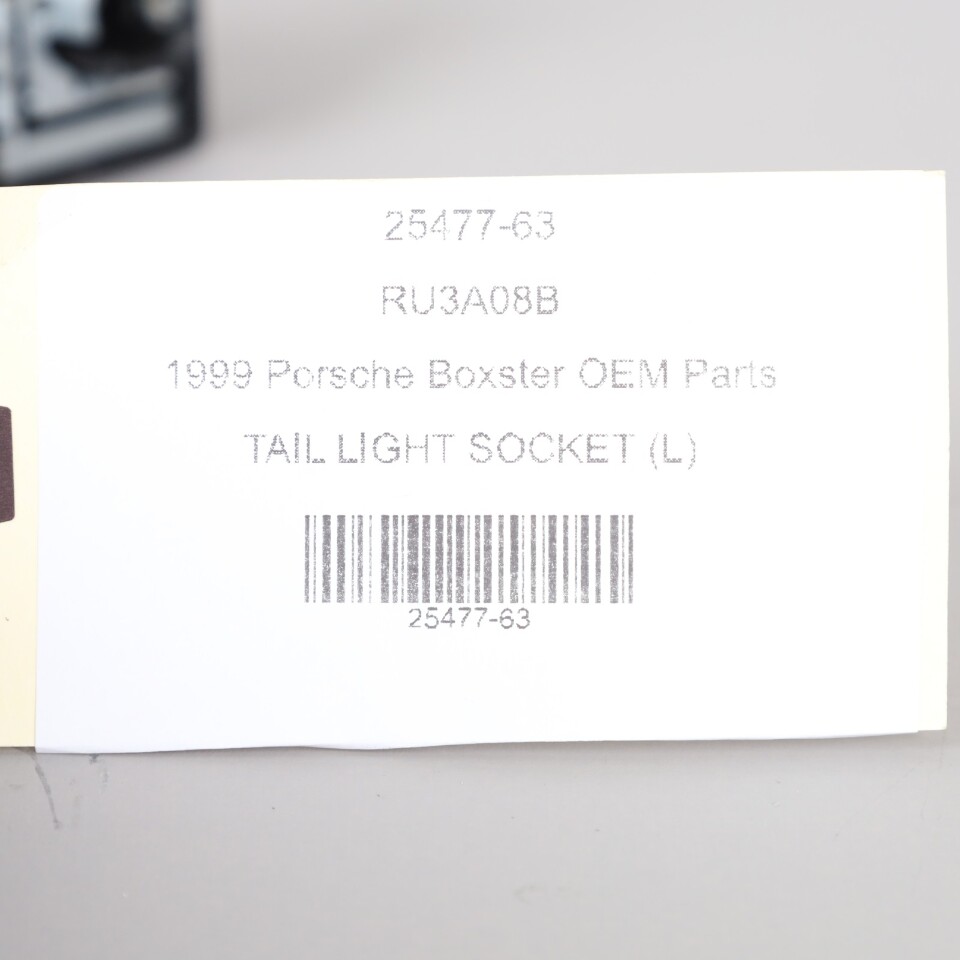 25477-63
RU3A08B
1999 Porsche Boxster OEM Parts
TAIL LIGHT SOCKET (L)
25477-63